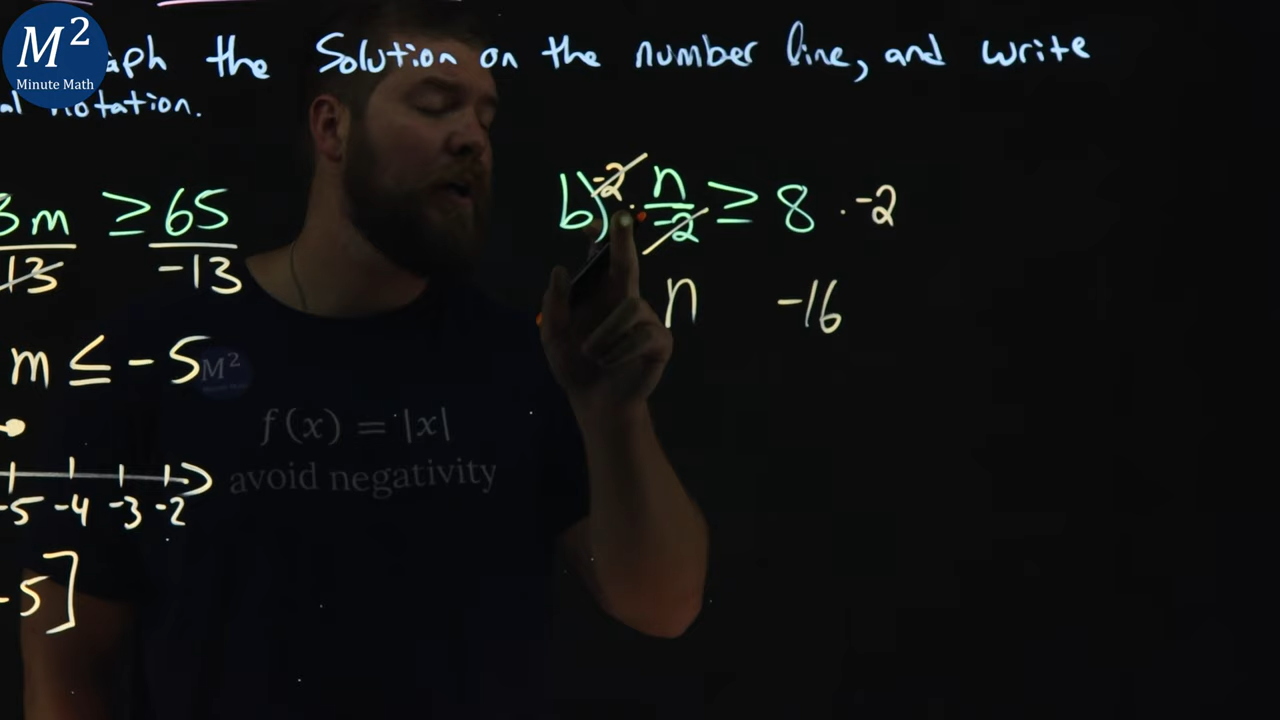 M²
Minute Math
aph the Solution on the number line, and write
al notation.
3m ≥ 65
13 -13
m ≤ -5
-5 -4 -3 -2
-5]
b) -2 · n/-2 ≥ 8 · -2
n -16
M²
f(x) = |x|
avoid negativity